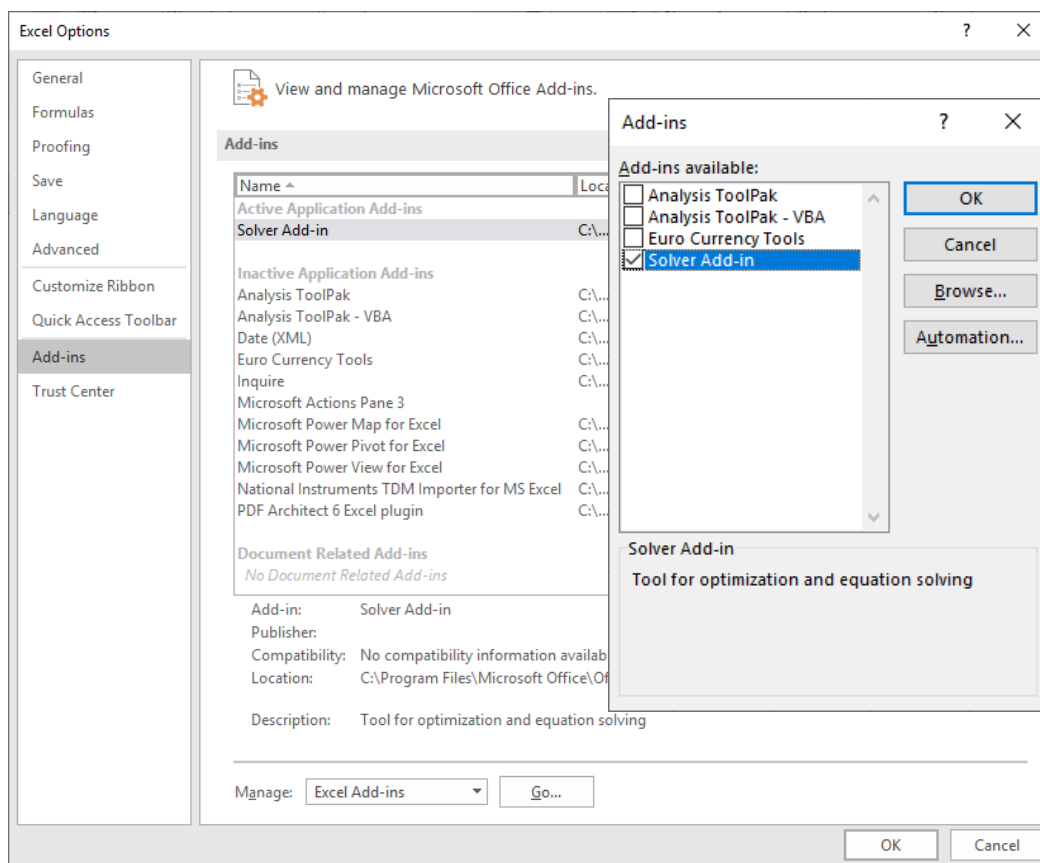 Excel Options
?
General
Formulas
Proofing
Save
Language
Advanced
Customize Ribbon
Quick Access Toolbar
Add-ins
Trust Center
View and manage Microsoft Office Add-ins.
Add-ins
Name Loca
Active Application Add-ins
Solver Add-in C:\...
Inactive Application Add-ins
Analysis ToolPak C:\...
Analysis ToolPak - VBA C:\...
Date (XML) C:\...
Euro Currency Tools C:\...
Inquire C:\...
Microsoft Actions Pane 3
Microsoft Power Map for Excel C:\...
Microsoft Power Pivot for Excel C:\...
Microsoft Power View for Excel C:\...
National Instruments TDM Importer for MS Excel C:\...
PDF Architect 6 Excel plugin C:\...
Document Related Add-ins
No Document Related Add-ins
Add-in: Solver Add-in
Publisher:
Compatibility: No compatibility information availab
Location: C:\Program Files\Microsoft Office\Of
Description: Tool for optimization and equation solving
Manage: Excel Add-ins Go...
OK Cancel
Add-ins ?
Add-ins available:
Analysis ToolPak
Analysis ToolPak - VBA
Euro Currency Tools
Solver Add-in
OK
Cancel
Browse...
Automation...
Solver Add-in
Tool for optimization and equation solving